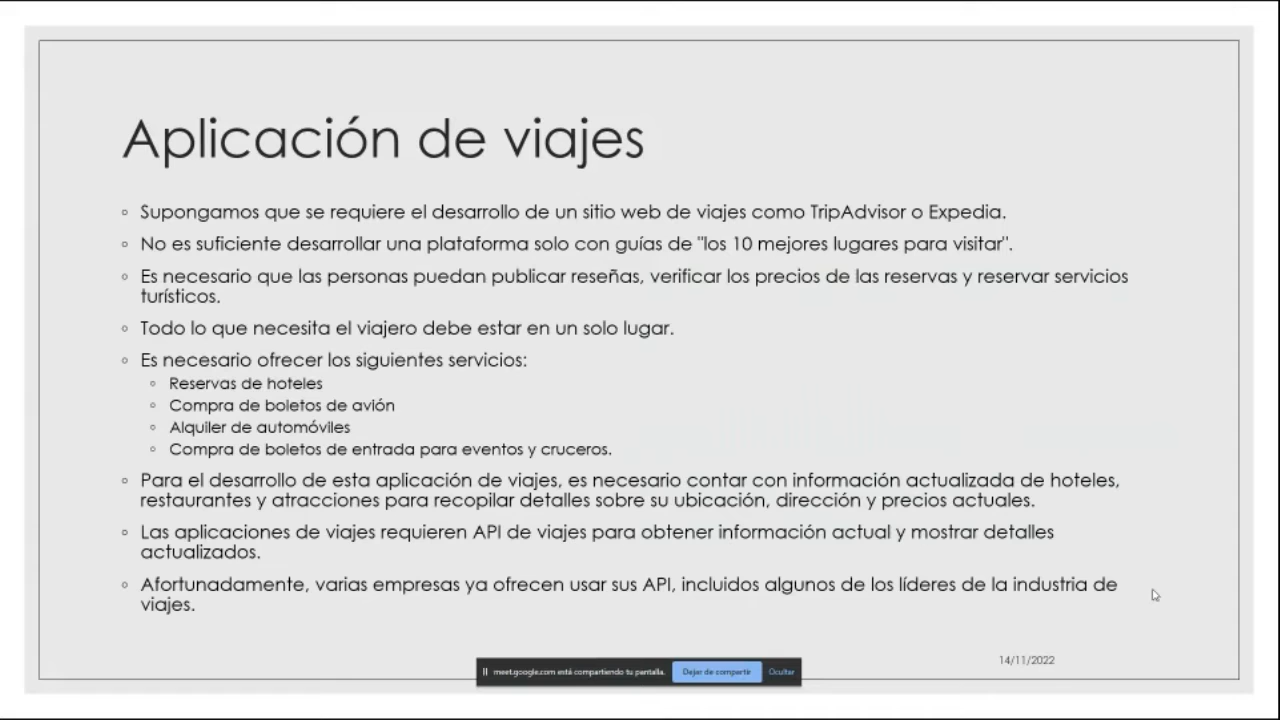 Aplicación de viajes
◦ Supongamos que se requiere el desarrollo de un sitio web de viajes como TripAdvisor o Expedia.
◦ No es suficiente desarrollar una plataforma solo con guías de "los 10 mejores lugares para visitar".
◦ Es necesario que las personas puedan publicar reseñas, verificar los precios de las reservas y reservar servicios
turísticos.
◦ Todo lo que necesita el viajero debe estar en un solo lugar.
◦ Es necesario ofrecer los siguientes servicios:
◦ Reservas de hoteles
◦ Compra de boletos de avión
◦ Alquiler de automóviles
◦ Compra de boletos de entrada para eventos y cruceros.
◦ Para el desarrollo de esta aplicación de viajes, es necesario contar con información actualizada de hoteles,
restaurantes y atracciones para recopilar detalles sobre su ubicación, dirección y precios actuales.
◦ Las aplicaciones de viajes requieren API de viajes para obtener información actual y mostrar detalles
actualizados.
◦ Afortunadamente, varias empresas ya ofrecen usar sus API, incluidos algunos de los líderes de la industria de
viajes.
14/11/2022
meet.google.com está compartiendo tu pantalla. Dejar de compartir Ocultar